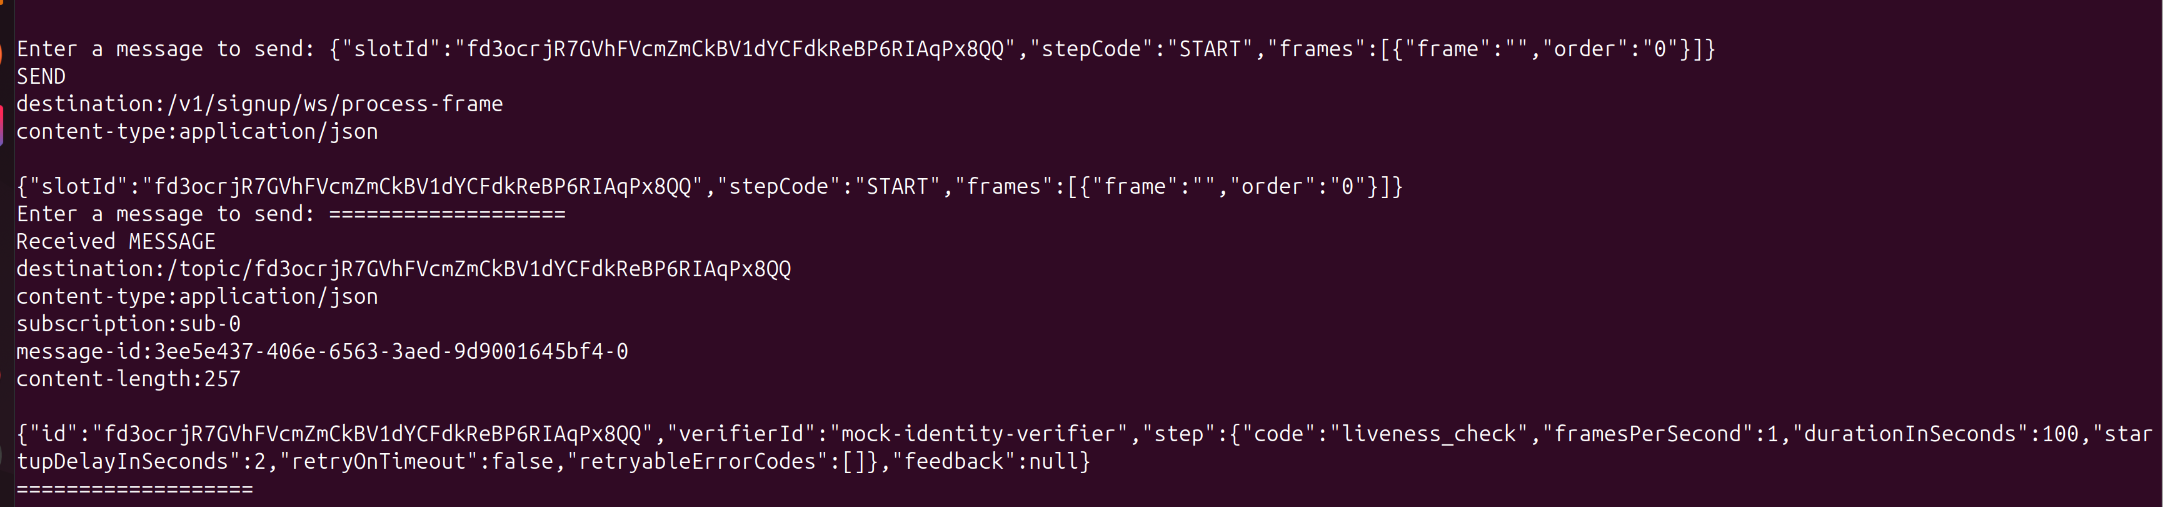 Enter a message to send: {"slotId":"fd3ocrjR7GVhFVcmZmCkBV1dYCFdkReBP6RIAqPx8QQ","stepCode":"START","frames":[{"frame":"","order":"0"}]}
SEND
destination:/v1/signup/ws/process-frame
content-type:application/json

{"slotId":"fd3ocrjR7GVhFVcmZmCkBV1dYCFdkReBP6RIAqPx8QQ","stepCode":"START","frames":[{"frame":"","order":"0"}]}
Enter a message to send: ===================
Received MESSAGE
destination:/topic/fd3ocrjR7GVhFVcmZmCkBV1dYCFdkReBP6RIAqPx8QQ
content-type:application/json
subscription:sub-0
message-id:3ee5e437-406e-6563-3aed-9d9001645bf4-0
content-length:257

{"id":"fd3ocrjR7GVhFVcmZmCkBV1dYCFdkReBP6RIAqPx8QQ","verifierId":"mock-identity-verifier","step":{"code":"liveness_check","framesPerSecond":1,"durationInSeconds":100,"star
tupDelayInSeconds":2,"retryOnTimeout":false,"retryableErrorCodes":[]},"feedback":null}
===================